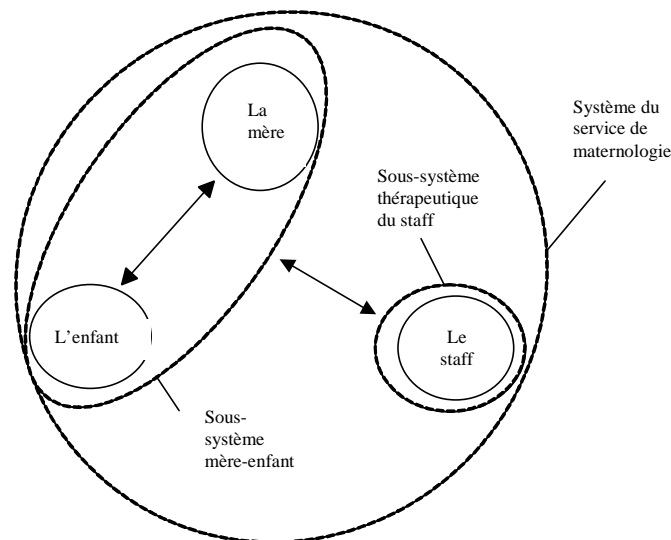 La
mère
Système du
service de
maternologie
Sous-système
thérapeutique
du staff
L'enfant
Le
staff
Sous-
système
mère-enfant